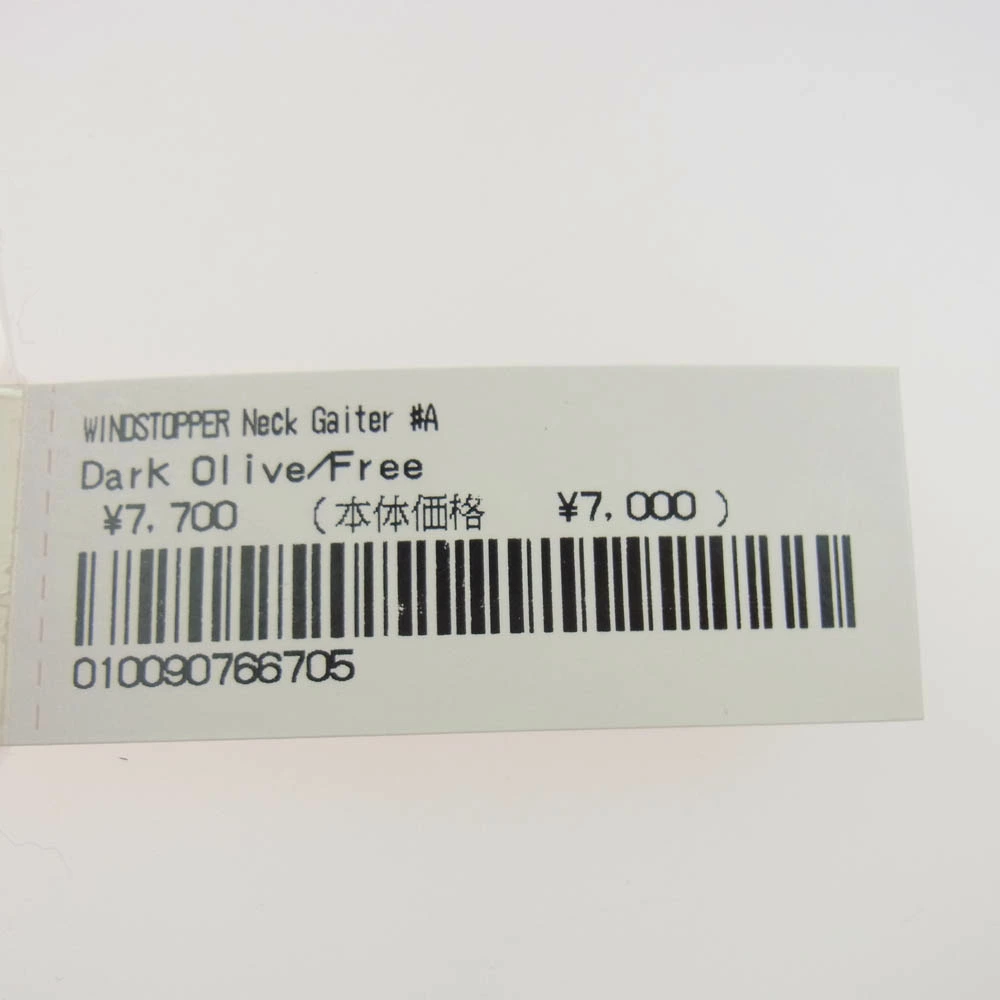 WINDSTOPPER Neck Gaiter #A
Dark Olive/Free
¥7,700 (本体価格 ¥7,000)
010090766705